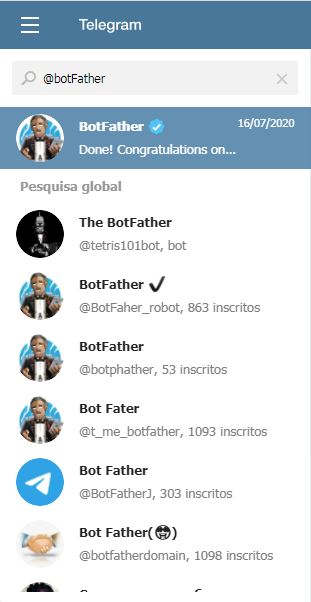 Telegram
@botFather
BotFather
16/07/2020
Done! Congratulations on...
Pesquisa global
The BotFather
@tetris101bot, bot
BotFather
@BotFaher_robot, 863 inscritos
BotFather
@botphather, 53 inscritos
Bot Fater
@t_me_botfather, 1093 inscritos
Bot Father
@BotFatherJ, 303 inscritos
Bot Father(😎)
@botfatherdomain, 1098 inscritos